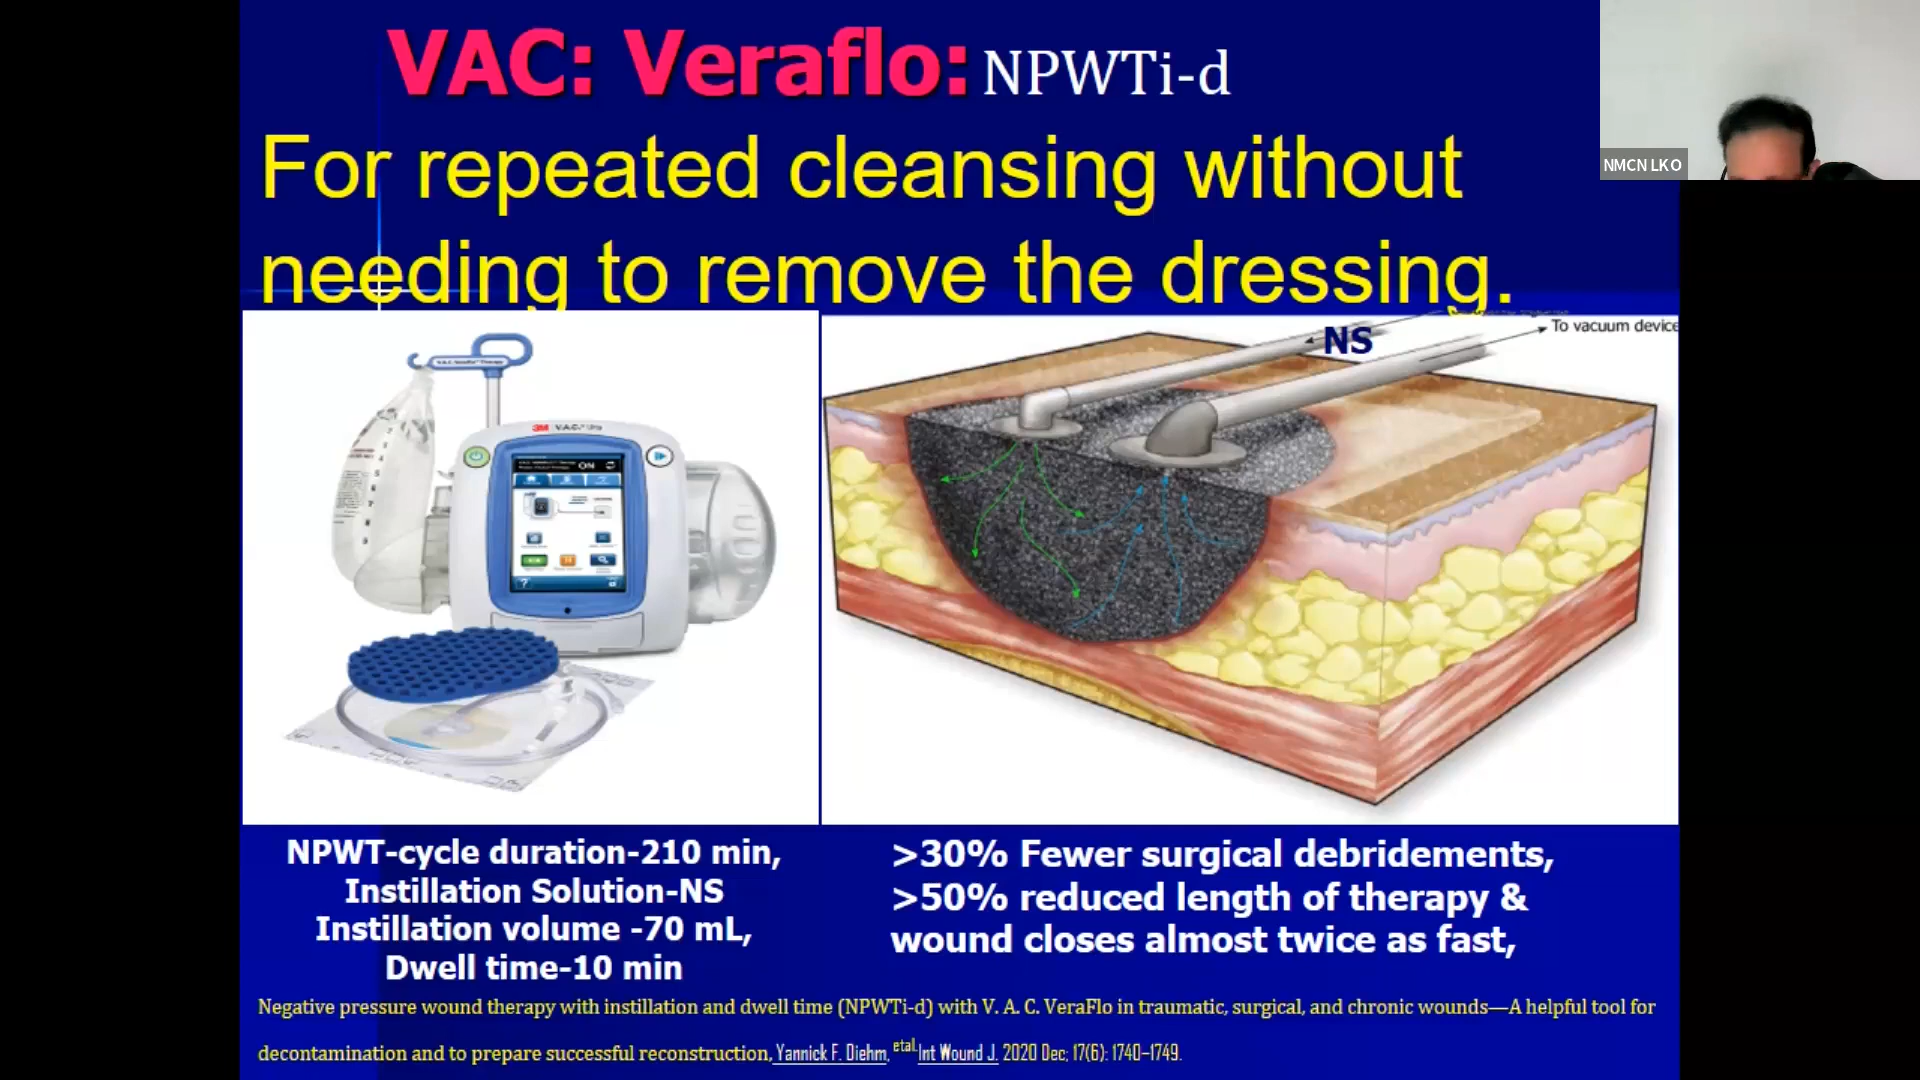 VAC: Veraflo: NPWTi-d
For repeated cleansing without
needing to remove the dressing.
NMCN LKO
NS
To vacuum device
3M V.A.C. Ultra
ON
NPWT-cycle duration-210 min,
Instillation Solution-NS
Instillation volume -70 mL,
Dwell time-10 min
>30% Fewer surgical debridements,
>50% reduced length of therapy &
wound closes almost twice as fast,
Negative pressure wound therapy with instillation and dwell time (NPWTi-d) with V. A. C. VeraFlo in traumatic, surgical, and chronic wounds—A helpful tool for
decontamination and to prepare successful reconstruction, Yannick F. Diehm, etal. Int Wound J. 2020 Dec; 17(6): 1740–1749.